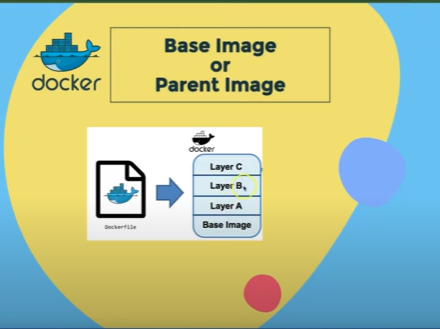 docker
Base Image
or
Parent Image
docker
Layer C
Layer B
Layer A
Base Image
Dockerfile